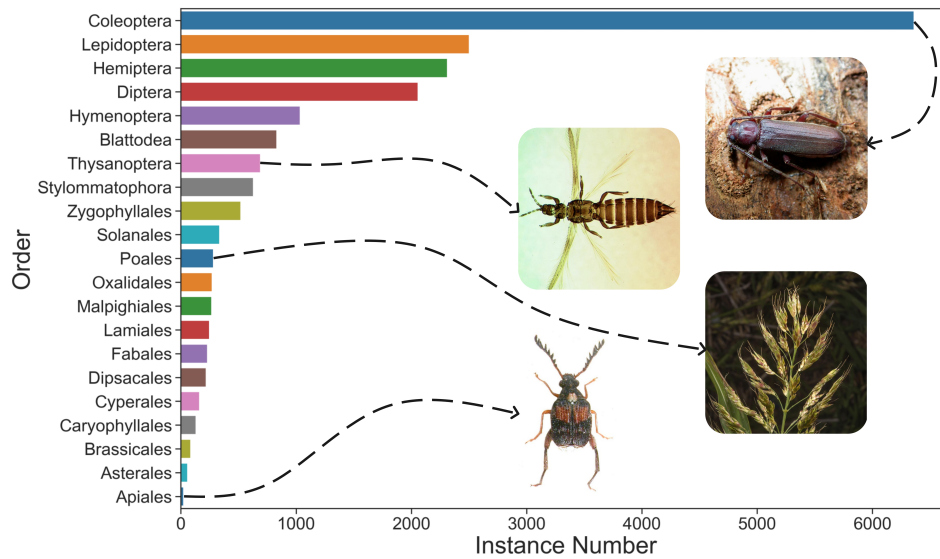 Coleoptera
Lepidoptera
Hemiptera
Diptera
Hymenoptera
Blattodea
Thysanoptera
Stylommatophora
Zygophyllales
Solanales
Poales
Oxalidales
Malpighiales
Lamiales
Fabales
Dipsacales
Cyperales
Caryophyllales
Brassicales
Asterales
Apiales
Order
0 1000 2000 3000 4000 5000 6000
Instance Number